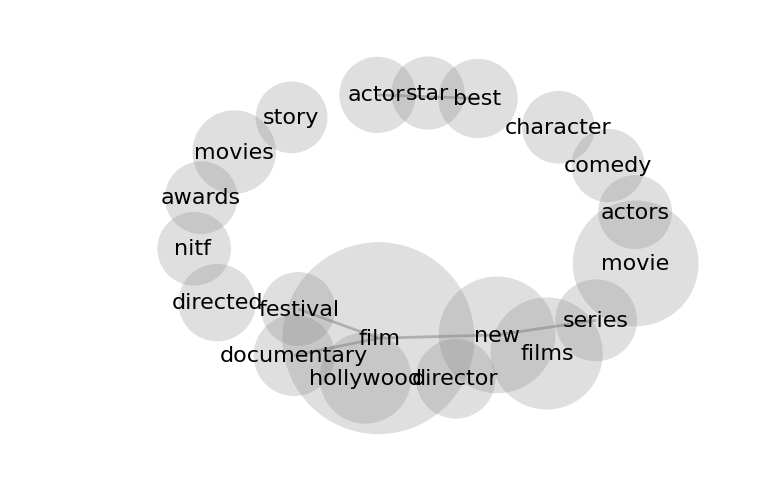 actor
star
best
story
character
movies
comedy
awards
actors
nitf
movie
directed
festival
series
film
new
documentary
films
hollywood
director